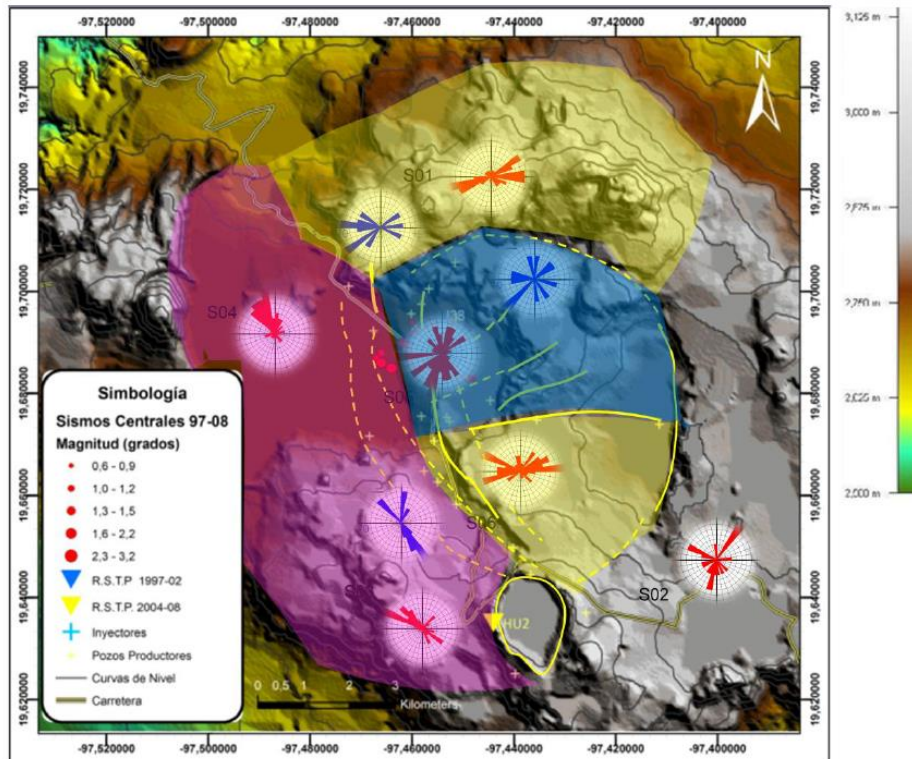 -97,520000 -97,500000 -97,480000 -97,460000 -97,440000 -97,420000 -97,400000
3,125 m
19,740000 N 19,740000
3,000 m
S01
19,720000 19,720000
19,700000 19,700000
S04
19,680000 19,680000
Simbología
Sismos Centrales 97-08
Magnitud (grados)
0,6 - 0,9
1,0 - 1,2
1,3 - 1,5
1,6 - 2,2
2,3 - 3,2
R.S.T.P 1997-02
R.S.T.P. 2004-08
Inyectores
Pozos Productores
Curvas de Nivel
Carretera
2,000 m
19,660000
S02
19,640000
HU2
0 0,5 1 2 3
Kilometers
19,620000
-97,520000 -97,500000 -97,480000 -97,460000 -97,440000 -97,420000 -97,400000